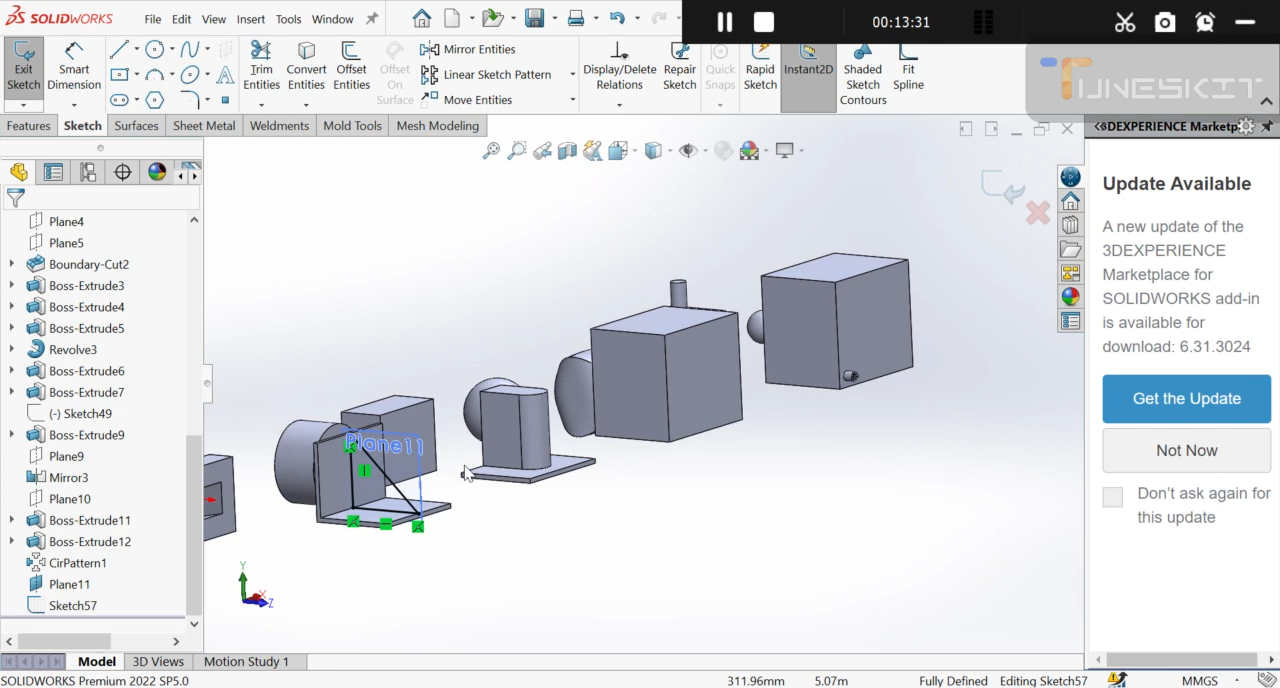 SOLIDWORKS File Edit View Insert Tools Window 00:13:31
Exit Sketch
Smart Dimension
Trim Entities
Convert Entities
Offset Entities
Offset On Surface
Mirror Entities
Linear Sketch Pattern
Move Entities
Display/Delete Relations
Repair Sketch
Quick Snaps
Rapid Sketch
Instant2D
Shaded Sketch Contours
Fit Spline
TUNESKIT
Features Sketch Surfaces Sheet Metal Weldments Mold Tools Mesh Modeling
3DEXPERIENCE Marketp
Plane4
Plane5
Boundary-Cut2
Boss-Extrude3
Boss-Extrude4
Boss-Extrude5
Revolve3
Boss-Extrude6
Boss-Extrude7
(-) Sketch49
Boss-Extrude9
Plane9
Mirror3
Plane10
Boss-Extrude11
Boss-Extrude12
CirPattern1
Plane11
Sketch57
Plane11
Y
X
Z
Update Available
A new update of the
3DEXPERIENCE
Marketplace for
SOLIDWORKS add-in
is available for
download: 6.31.3024
Get the Update
Not Now
Don't ask again for
this update
Model 3D Views Motion Study 1
SOLIDWORKS Premium 2022 SP5.0 311.96mm 5.07m Fully Defined Editing Sketch57 MMGS